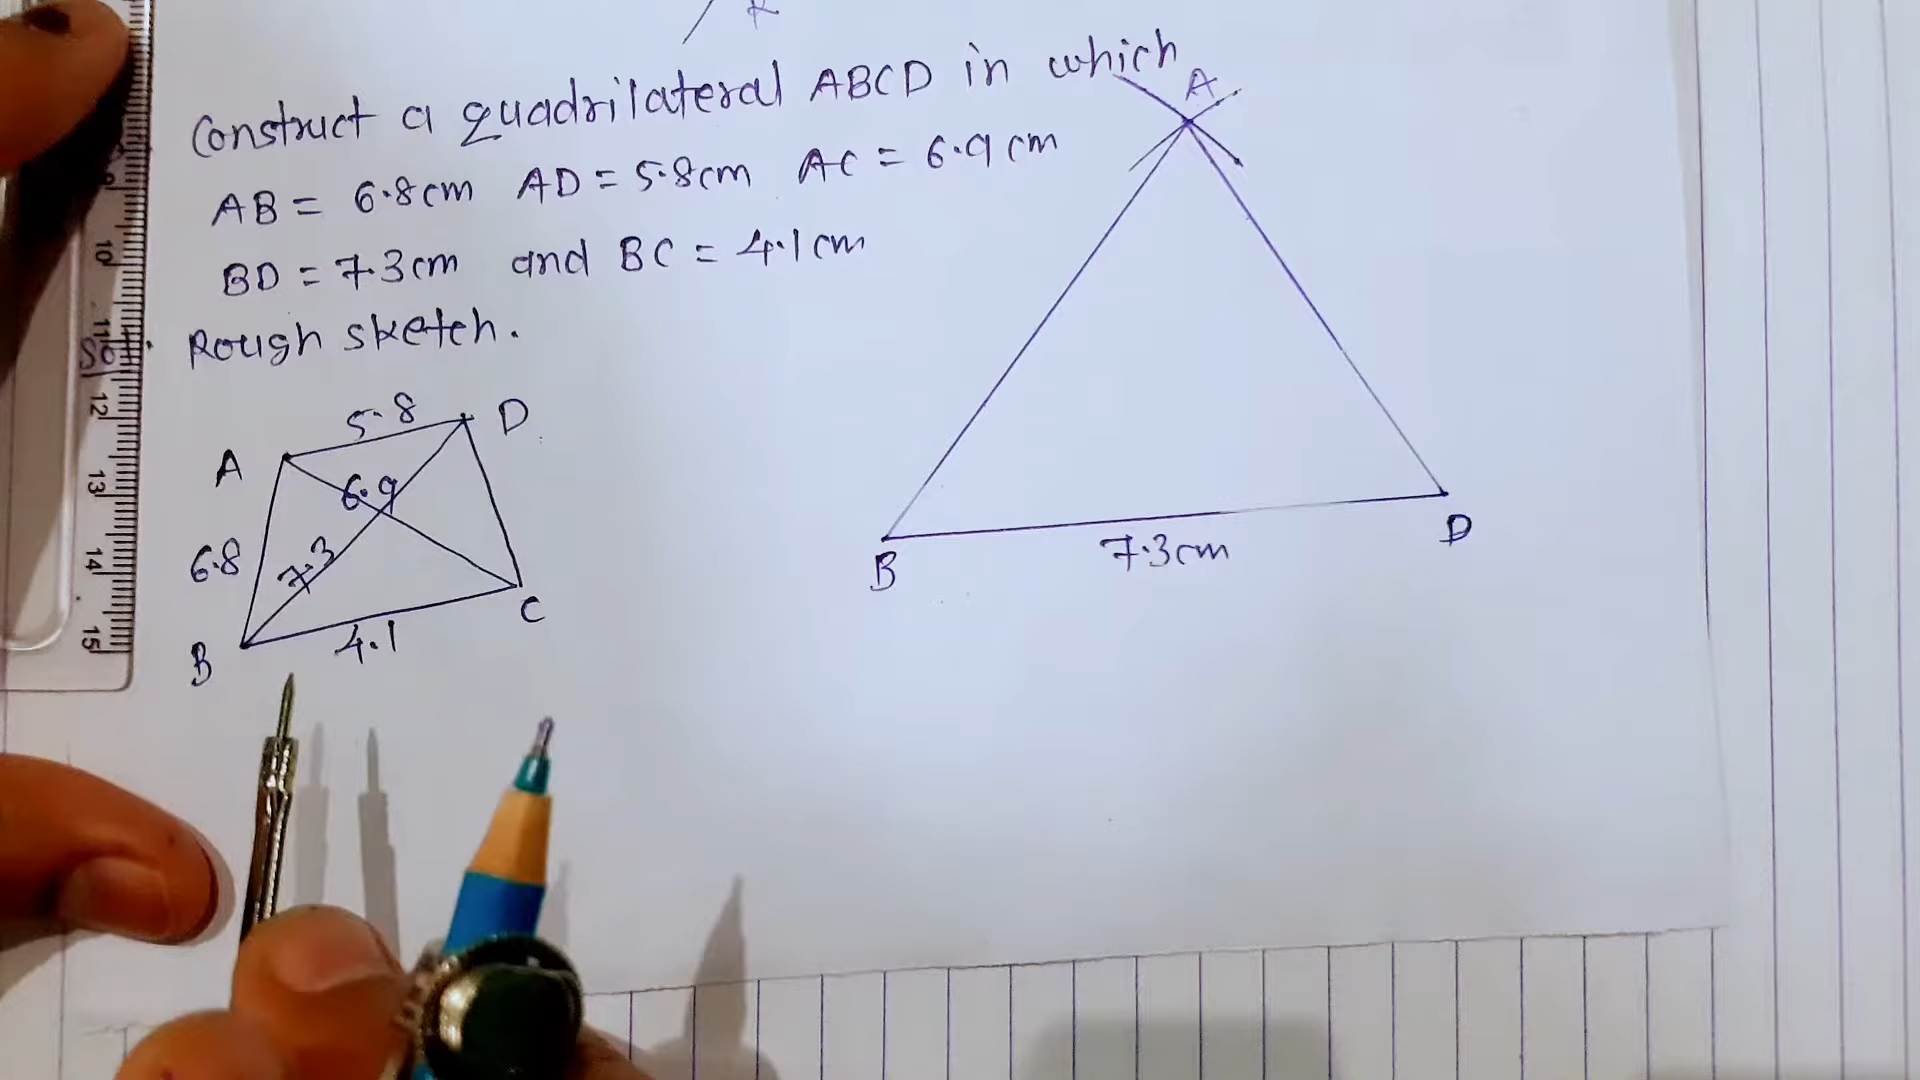 Construct a quadrilateral ABCD in which
AB = 6.8cm AD = 5.8cm AC = 6.9cm
BD = 7.3cm and BC = 4.1cm
Rough sketch.
A 5.8 D
6.9
6.8 7.3
B 4.1 C
A
B 7.3cm D
10
11
12
13
14
15